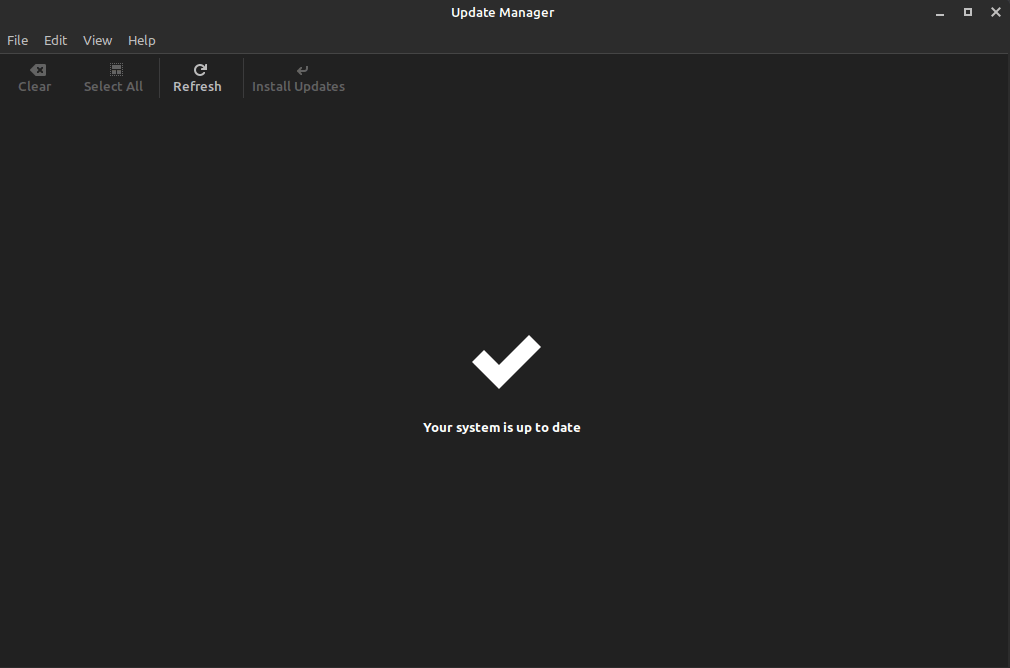 Update Manager
File Edit View Help
Clear Select All Refresh Install Updates
Your system is up to date